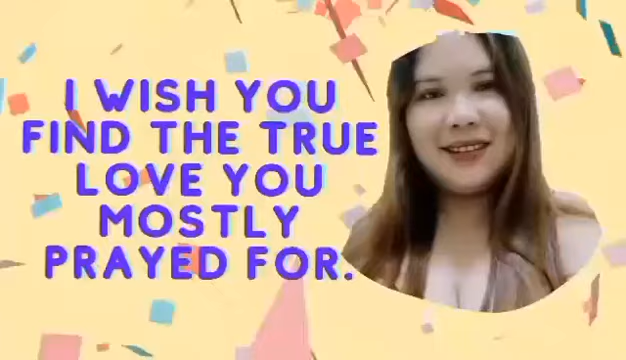 I WISH YOU
FIND THE TRUE
LOVE YOU
MOSTLY
PRAYED FOR.